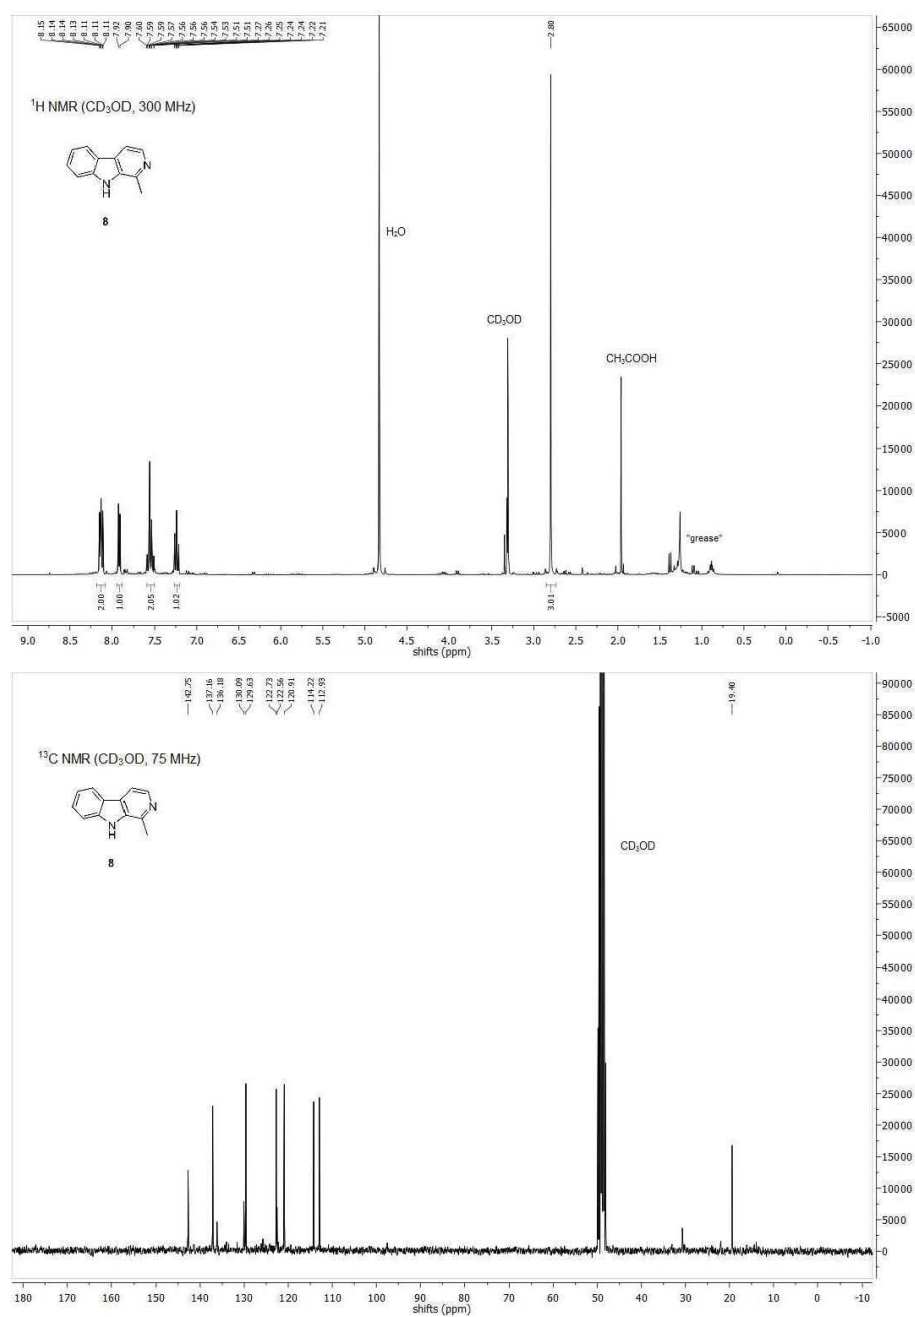 8.15 8.14 8.14 8.13 8.11 8.11 8.11 7.92 7.90 7.60 7.59 7.59 7.57 7.56 7.56 7.56 7.54 7.53 7.51 7.51 7.27 7.26 7.25 7.24 7.24 7.22 7.21
2.80
¹H NMR (CD₃OD, 300 MHz)
N
N
H
8
H₂O
CD₃OD
CH₃COOH
"grease"
65000
60000
55000
50000
45000
40000
35000
30000
25000
20000
15000
10000
5000
0
-5000
2.00 1.00 2.05 1.02 3.01
9.0 8.5 8.0 7.5 7.0 6.5 6.0 5.5 5.0 4.5 4.0 3.5 3.0 2.5 2.0 1.5 1.0 0.5 0.0 -0.5 -1.0
shifts (ppm)
142.75 137.16 136.18 130.09 129.63 122.73 122.56 120.91 114.22 112.93 19.40
¹³C NMR (CD₃OD, 75 MHz)
N
N
H
8
CD₃OD
90000
85000
80000
75000
70000
65000
60000
55000
50000
45000
40000
35000
30000
25000
20000
15000
10000
5000
0
180 170 160 150 140 130 120 110 100 90 80 70 60 50 40 30 20 10 0 -10
shifts (ppm)